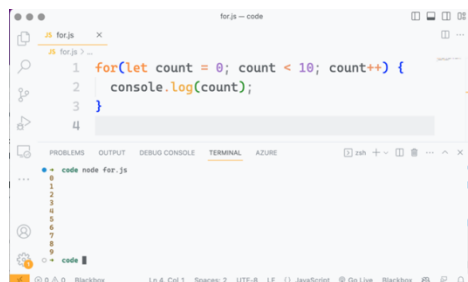 for.js — code
JS for.js ×
JS for.js > ...
1 for(let count = 0; count < 10; count++) {
2 console.log(count);
3 }
4
PROBLEMS OUTPUT DEBUG CONSOLE TERMINAL AZURE zsh
code node for.js
0
1
2
3
4
5
6
7
8
9
code
0 0 Blackbox Ln 4, Col 1 Spaces: 2 UTF-8 LF {} JavaScript Go Live Blackbox